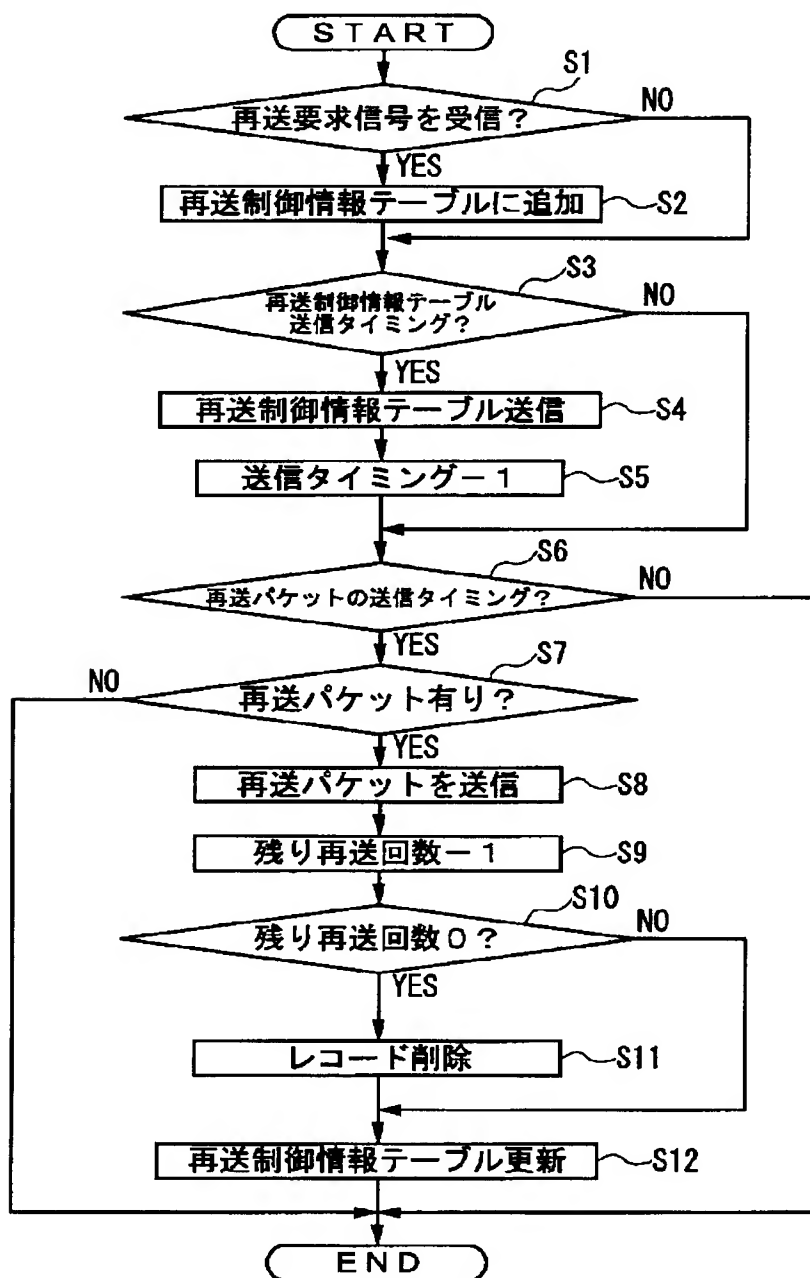 START
S1
再送要求信号を受信？
NO
YES
再送制御情報テーブルに追加
S2
S3
再送制御情報テーブル
送信タイミング？
NO
YES
再送制御情報テーブル送信
S4
送信タイミング－１
S5
S6
再送パケットの送信タイミング？
NO
YES
S7
NO
再送パケット有り？
YES
再送パケットを送信
S8
残り再送回数－１
S9
S10
残り再送回数０？
NO
YES
レコード削除
S11
再送制御情報テーブル更新
S12
END